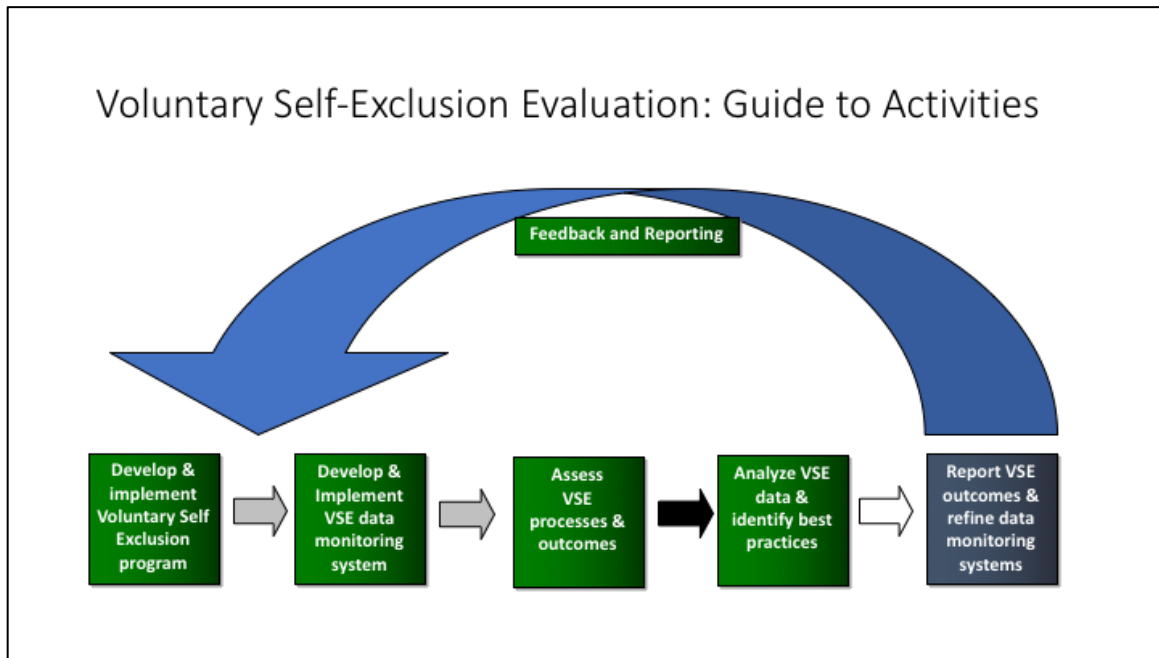 Voluntary Self-Exclusion Evaluation: Guide to Activities
Feedback and Reporting
Develop &
implement
Voluntary Self
Exclusion
program
Develop &
Implement
VSE data
monitoring
system
Assess
VSE
processes &
outcomes
Analyze VSE
data &
identify best
practices
Report VSE
outcomes &
refine data
monitoring
systems